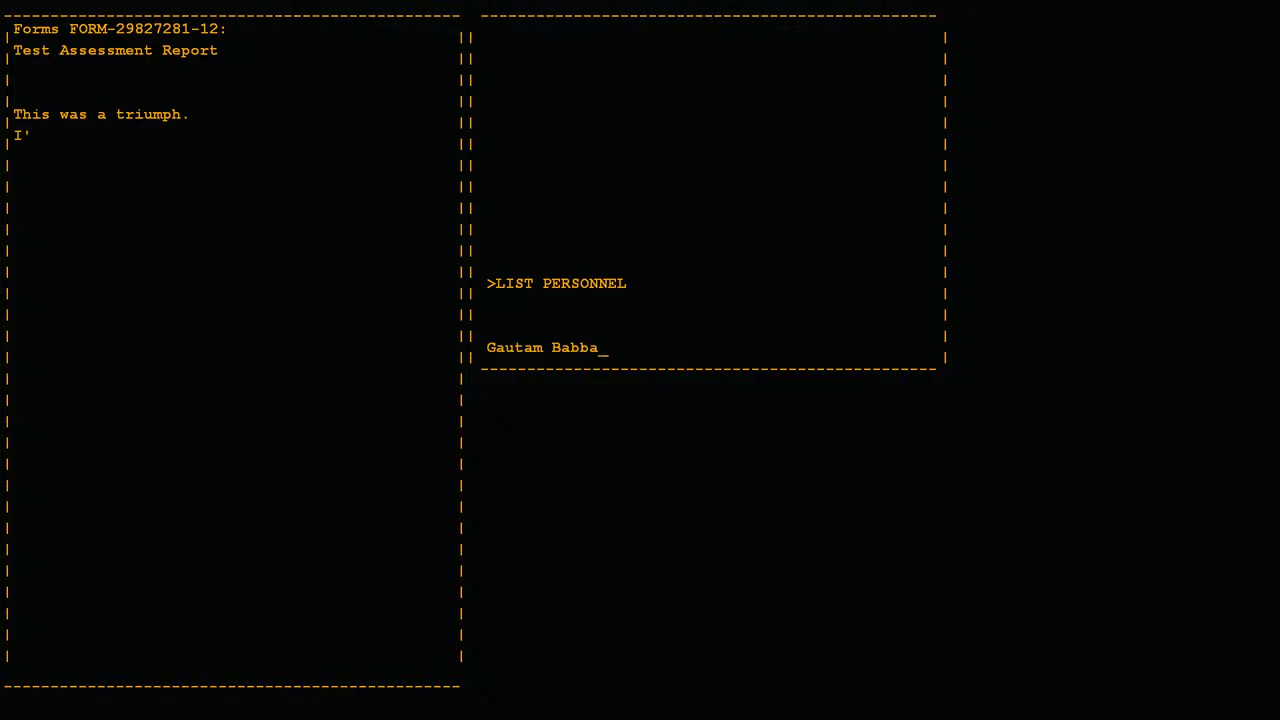 Forms FORM-29827281-12:
Test Assessment Report
This was a triumph.
I'
>LIST PERSONNEL
Gautam Babba_